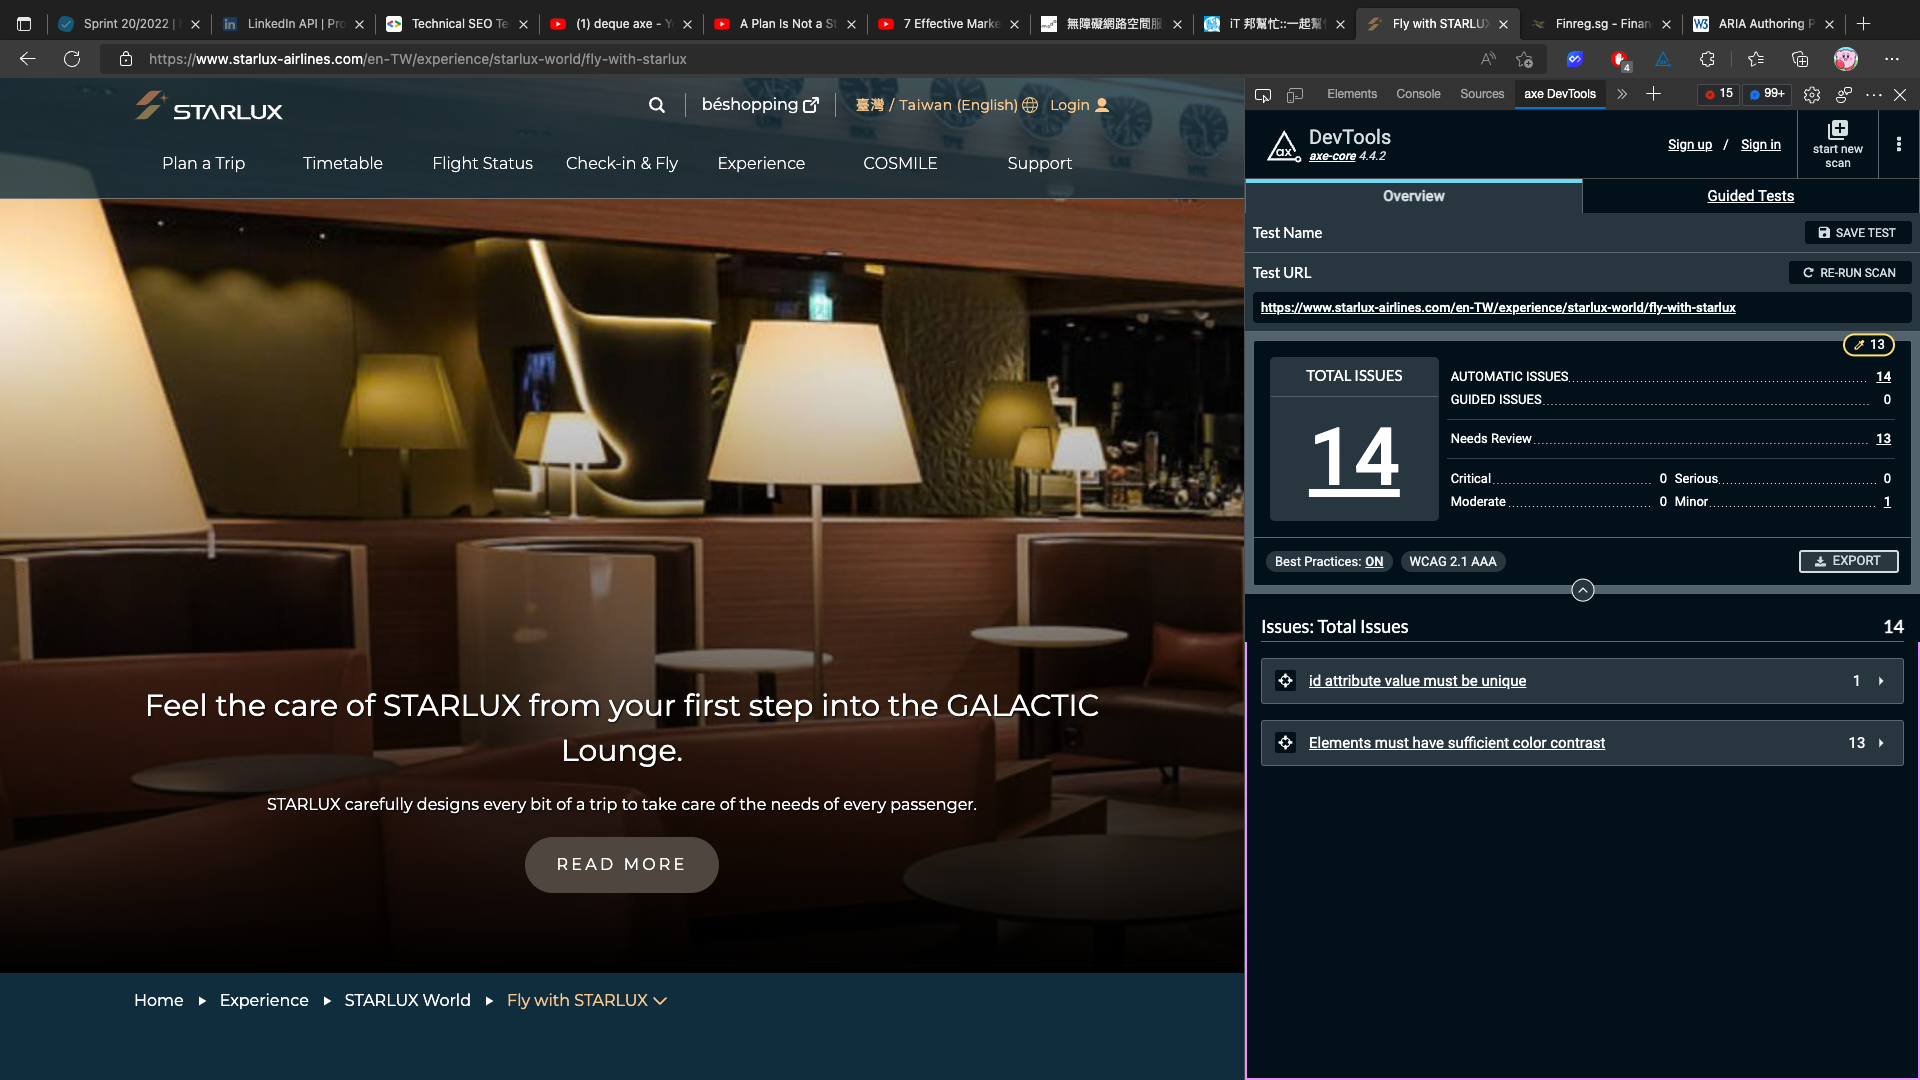 Sprint 20/2022 |
LinkedIn API | Pro
Technical SEO Te
(1) deque axe - Y
A Plan Is Not a St
7 Effective Marke
無障礙網路空間服
iT 邦幫忙::一起幫
Fly with STARLUX
Finreg.sg - Finan
ARIA Authoring P
https://www.starlux-airlines.com/en-TW/experience/starlux-world/fly-with-starlux
4
STARLUX
béshopping
臺灣 / Taiwan (English)
Login
Plan a Trip
Timetable
Flight Status
Check-in & Fly
Experience
COSMILE
Support
Feel the care of STARLUX from your first step into the GALACTIC
Lounge.
STARLUX carefully designs every bit of a trip to take care of the needs of every passenger.
READ MORE
Home
Experience
STARLUX World
Fly with STARLUX
Elements
Console
Sources
axe DevTools
15
99+
ax
DevTools
axe-core 4.4.2
Sign up / Sign in
start new
scan
Overview
Guided Tests
Test Name
SAVE TEST
Test URL
RE-RUN SCAN
https://www.starlux-airlines.com/en-TW/experience/starlux-world/fly-with-starlux
13
TOTAL ISSUES
14
AUTOMATIC ISSUES 14
GUIDED ISSUES 0
Needs Review 13
Critical 0 Serious 0
Moderate 0 Minor 1
Best Practices: ON
WCAG 2.1 AAA
EXPORT
Issues: Total Issues 14
id attribute value must be unique 1
Elements must have sufficient color contrast 13